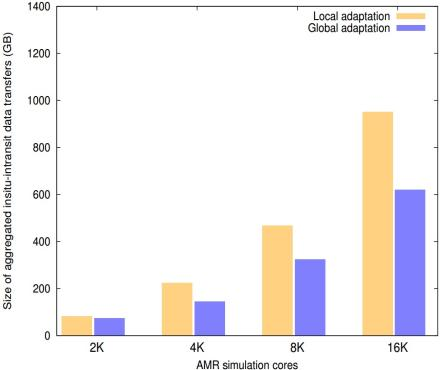 Size of aggregated insitu-intransit data transfers (GB)
1400
1200
1000
800
600
400
200
0
Local adaptation
Global adaptation
2K 4K 8K 16K
AMR simulation cores